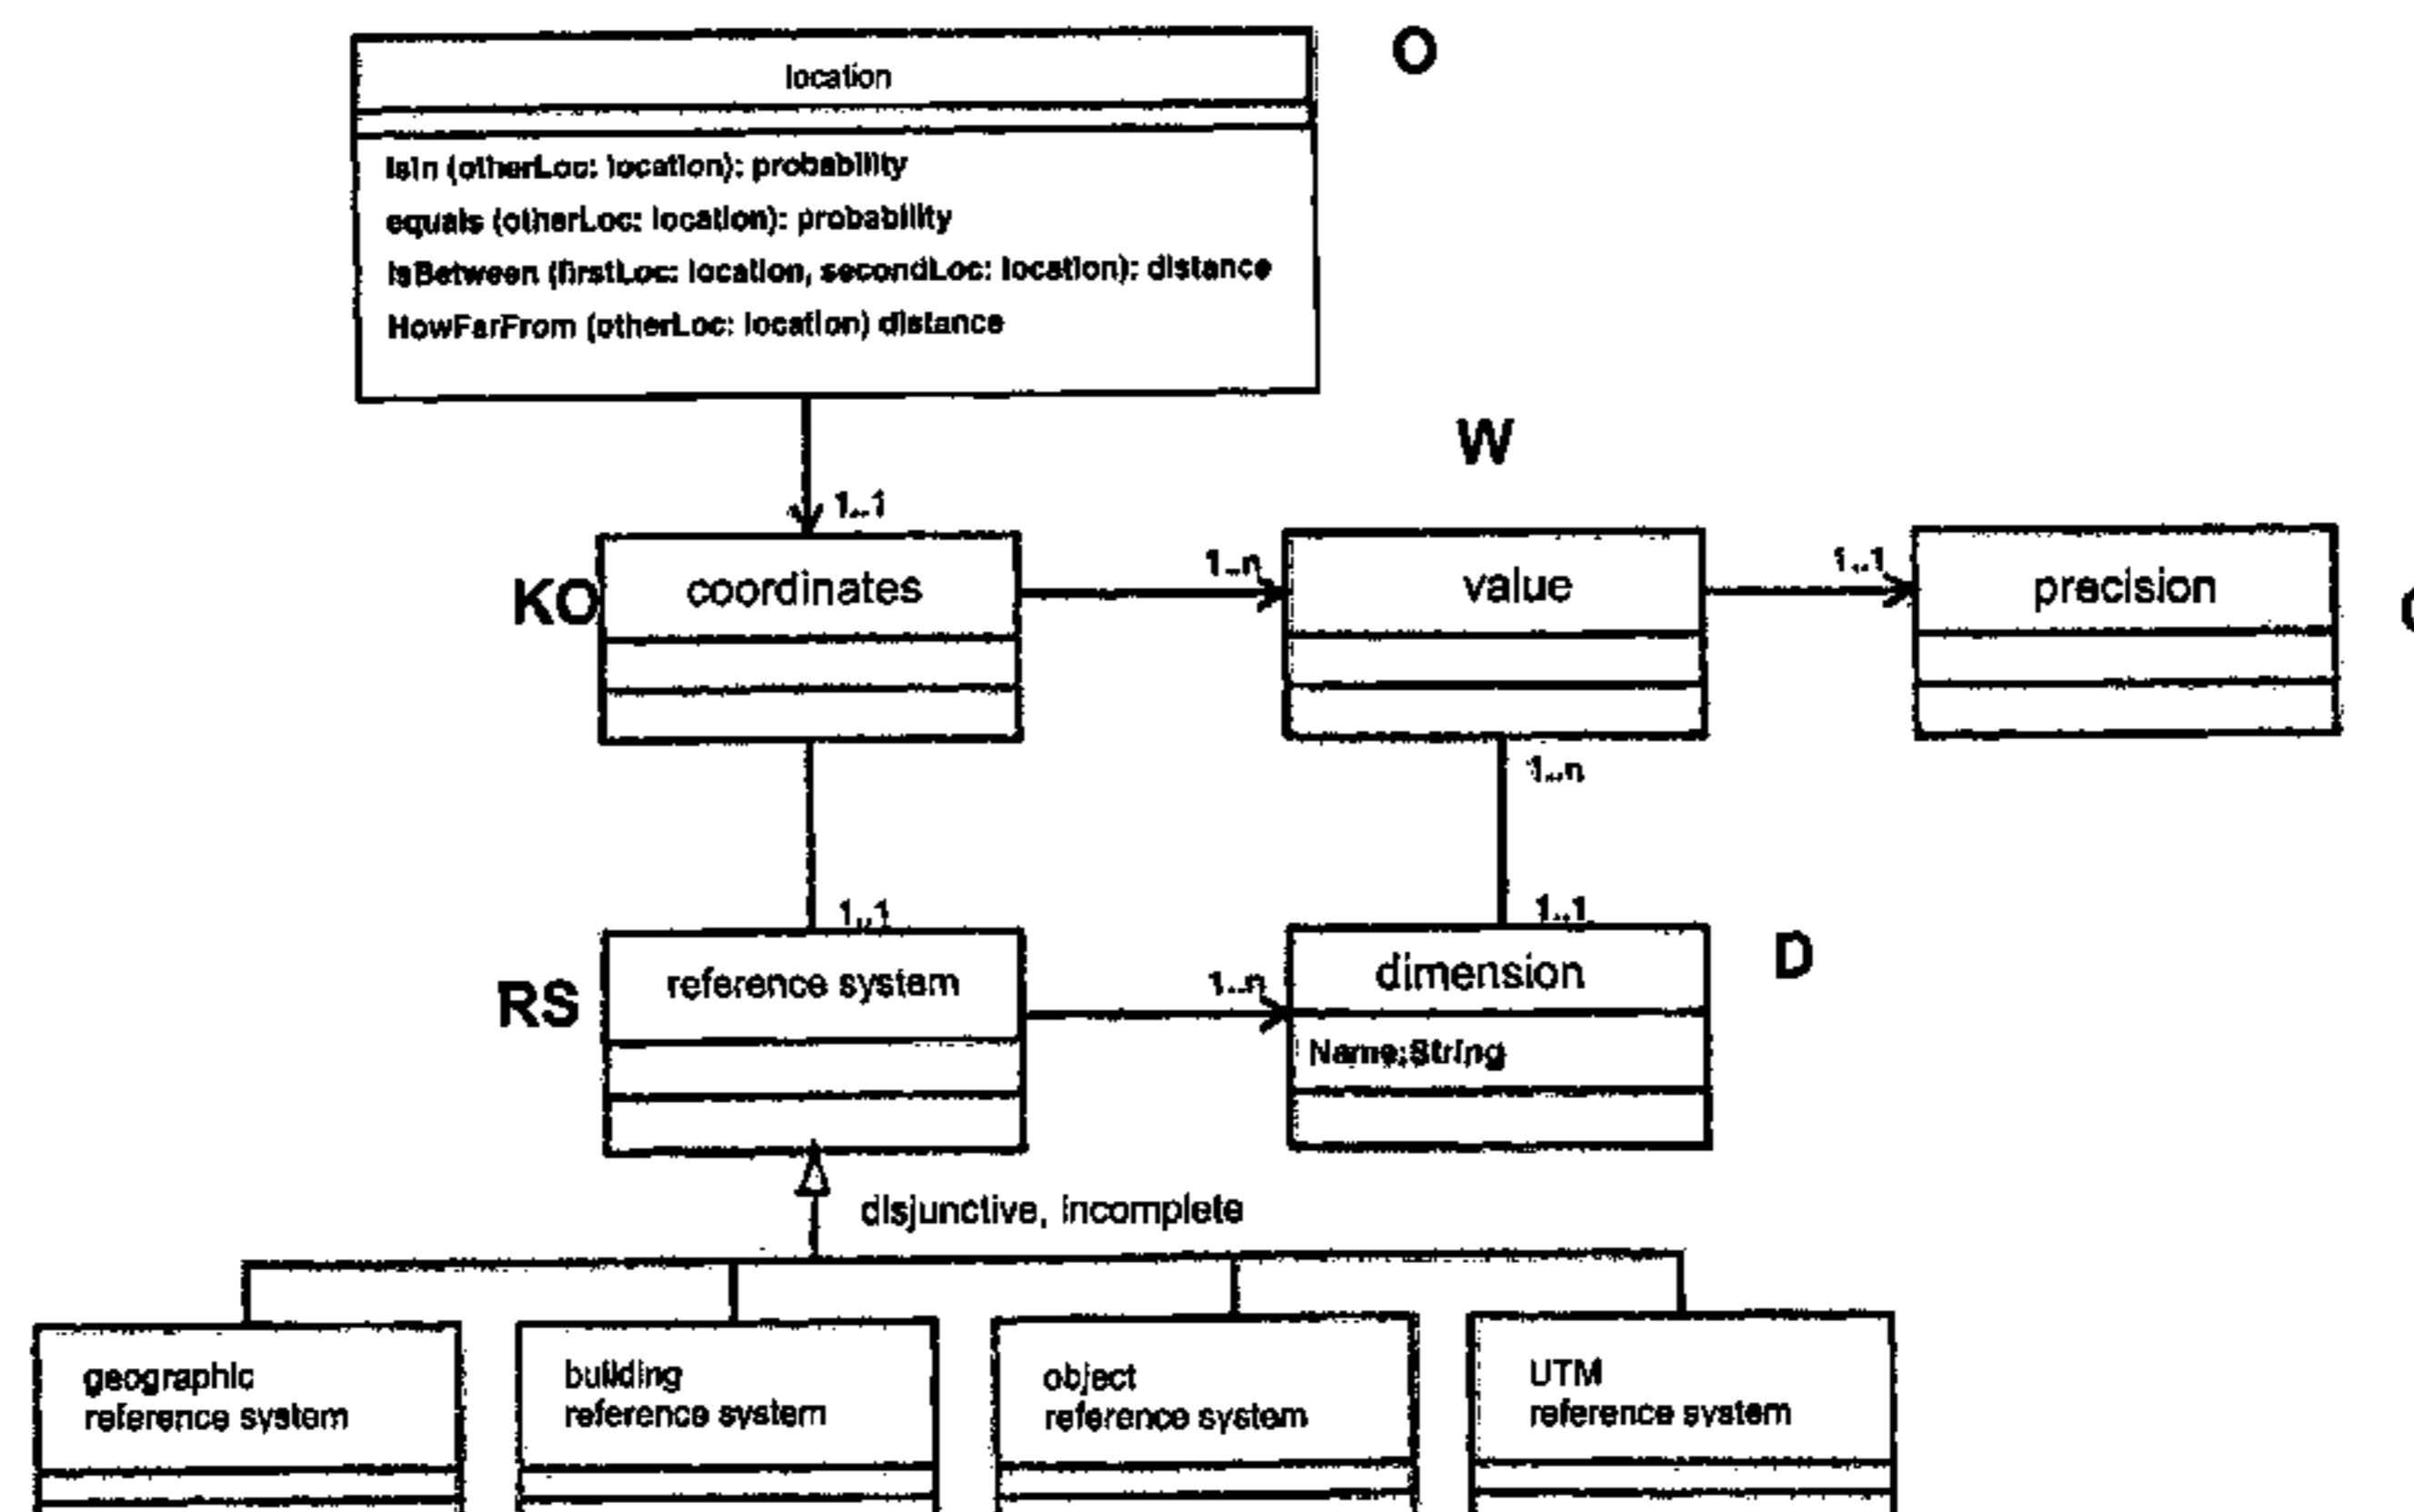 O
location
isIn (otherLoc: location): probability
equals (otherLoc: location): probability
isBetween (firstLoc: location, secondLoc: location): distance
HowFarFrom (otherLoc: location) distance
W
1..1
KO
coordinates
1..n
value
1..1
precision
1..n
1..1
1..1
RS
reference system
1..n
dimension
D
Name:String
disjunctive, incomplete
geographic
reference system
building
reference system
object
reference system
UTM
reference system